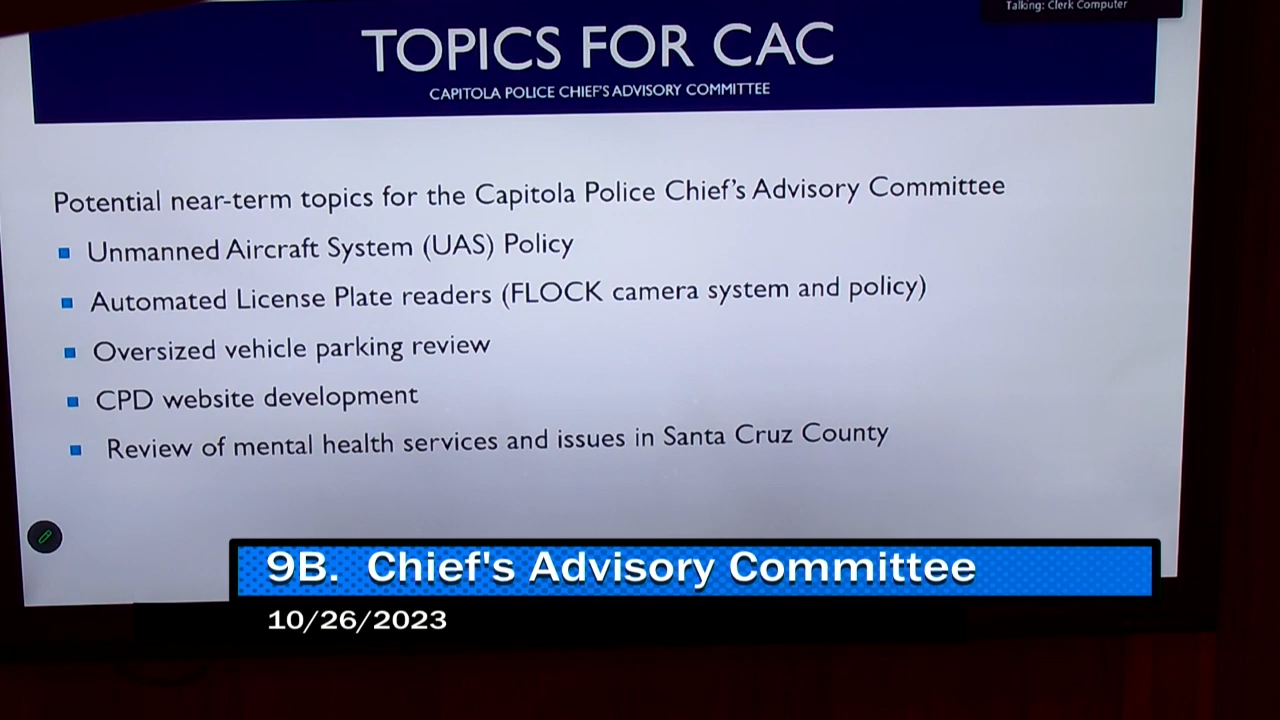 Talking: Clerk Computer
TOPICS FOR CAC
CAPITOLA POLICE CHIEF'S ADVISORY COMMITTEE
Potential near-term topics for the Capitola Police Chief's Advisory Committee
Unmanned Aircraft System (UAS) Policy
Automated License Plate readers (FLOCK camera system and policy)
Oversized vehicle parking review
CPD website development
Review of mental health services and issues in Santa Cruz County
9B. Chief's Advisory Committee
10/26/2023